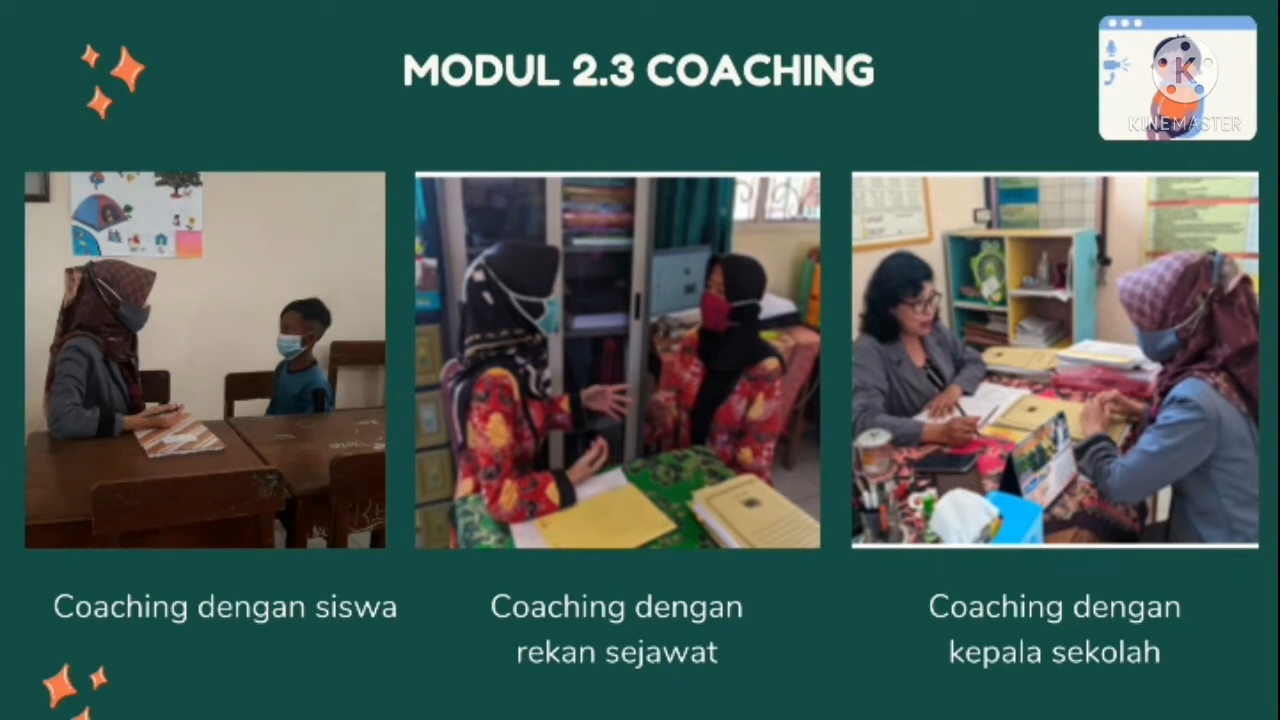 MODUL 2.3 COACHING
K
KINEMASTER
Coaching dengan siswa
Coaching dengan
rekan sejawat
Coaching dengan
kepala sekolah